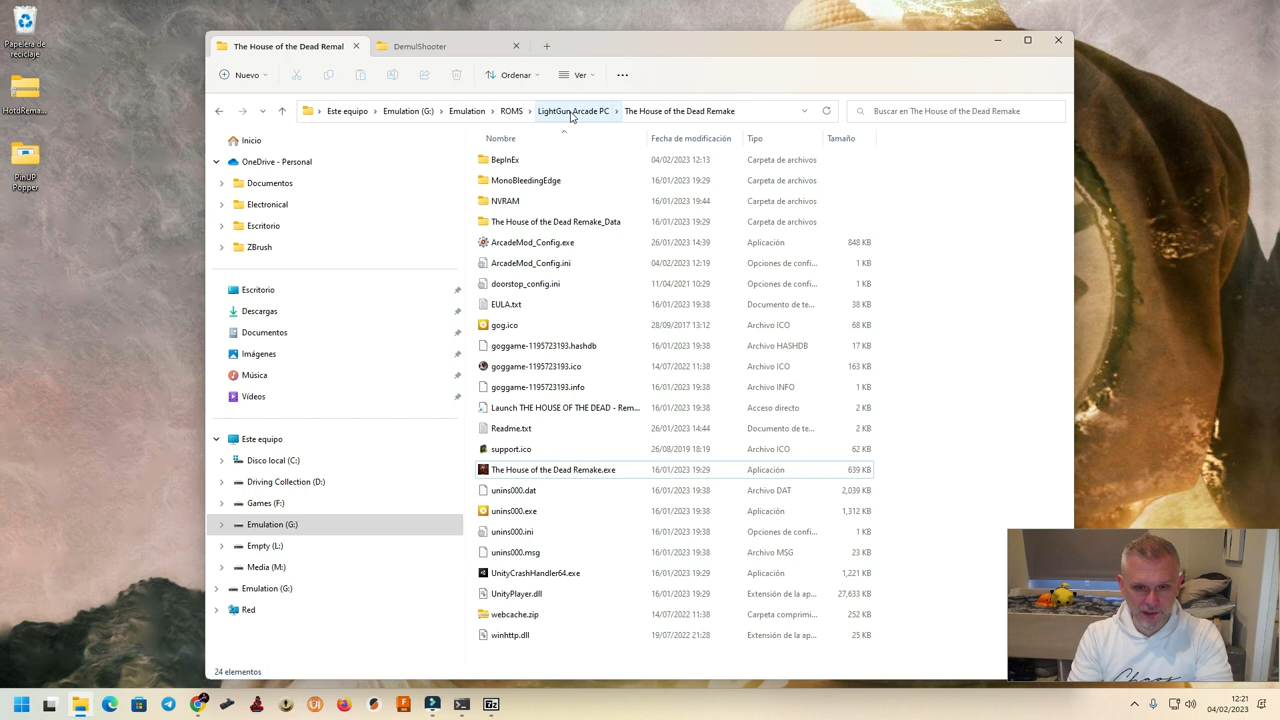 Papelera de
reciclaje
HotdRema...
PinUP
Popper
The House of the Dead Remal
DemulShooter
Nuevo
Ordenar
Ver
Este equipo > Emulation (G:) > Emulation > ROMS > LightGun Arcade PC > The House of the Dead Remake
Buscar en The House of the Dead Remake
Nombre Fecha de modificación Tipo Tamaño
Inicio
OneDrive - Personal
Documentos
Electronical
Escritorio
ZBrush
Escritorio
Descargas
Documentos
Imágenes
Música
Vídeos
Este equipo
Disco local (C:)
Driving Collection (D:)
Games (F:)
Emulation (G:)
Empty (L:)
Media (M:)
Emulation (G:)
Red
BepInEx 04/02/2023 12:13 Carpeta de archivos
MonoBleedingEdge 16/01/2023 19:29 Carpeta de archivos
NVRAM 16/01/2023 19:44 Carpeta de archivos
The House of the Dead Remake_Data 16/01/2023 19:29 Carpeta de archivos
ArcadeMod_Config.exe 26/01/2023 14:39 Aplicación 848 KB
ArcadeMod_Config.ini 04/02/2023 12:19 Opciones de confi... 1 KB
doorstop_config.ini 11/04/2021 10:29 Opciones de confi... 1 KB
EULA.txt 16/01/2023 19:38 Documento de te... 38 KB
gog.ico 28/09/2017 13:12 Archivo ICO 68 KB
goggame-1195723193.hashdb 16/01/2023 19:38 Archivo HASHDB 17 KB
goggame-1195723193.ico 14/07/2022 11:38 Archivo ICO 163 KB
goggame-1195723193.info 16/01/2023 19:38 Archivo INFO 1 KB
Launch THE HOUSE OF THE DEAD - Rem... 16/01/2023 19:38 Acceso directo 2 KB
Readme.txt 26/01/2023 14:44 Documento de te... 2 KB
support.ico 26/08/2019 18:19 Archivo ICO 62 KB
The House of the Dead Remake.exe 16/01/2023 19:29 Aplicación 639 KB
unins000.dat 16/01/2023 19:38 Archivo DAT 2,039 KB
unins000.exe 16/01/2023 19:38 Aplicación 1,312 KB
unins000.ini 16/01/2023 19:38 Opciones de confi... 1 KB
unins000.msg 16/01/2023 19:38 Archivo MSG 23 KB
UnityCrashHandler64.exe 16/01/2023 19:29 Aplicación 1,221 KB
UnityPlayer.dll 16/01/2023 19:29 Extensión de la ap... 27,633 KB
webcache.zip 14/07/2022 11:38 Carpeta comprimi... 252 KB
winhttp.dll 19/07/2022 21:28 Extensión de la ap... 25 KB
24 elementos
12:21
04/02/2023